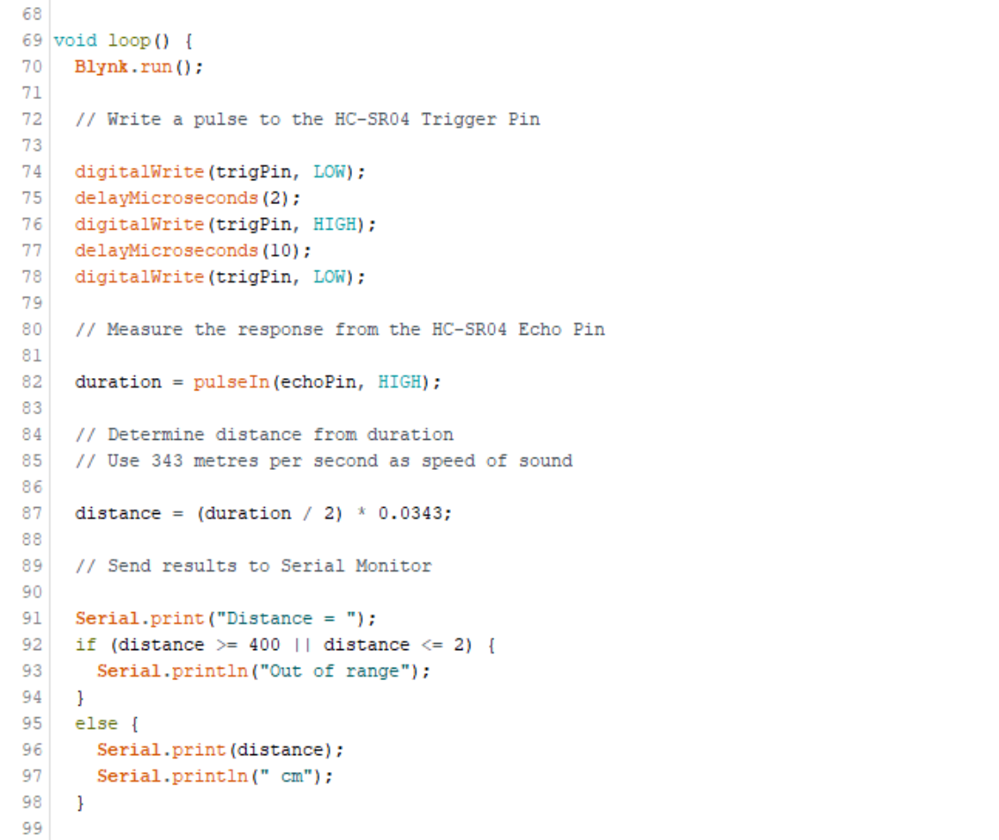 68
69 void loop() {
70   Blynk.run();
71
72   // Write a pulse to the HC-SR04 Trigger Pin
73
74   digitalWrite(trigPin, LOW);
75   delayMicroseconds(2);
76   digitalWrite(trigPin, HIGH);
77   delayMicroseconds(10);
78   digitalWrite(trigPin, LOW);
79
80   // Measure the response from the HC-SR04 Echo Pin
81
82   duration = pulseIn(echoPin, HIGH);
83
84   // Determine distance from duration
85   // Use 343 metres per second as speed of sound
86
87   distance = (duration / 2) * 0.0343;
88
89   // Send results to Serial Monitor
90
91   Serial.print("Distance = ");
92   if (distance >= 400 || distance <= 2) {
93     Serial.println("Out of range");
94   }
95   else {
96     Serial.print(distance);
97     Serial.println(" cm");
98   }
99